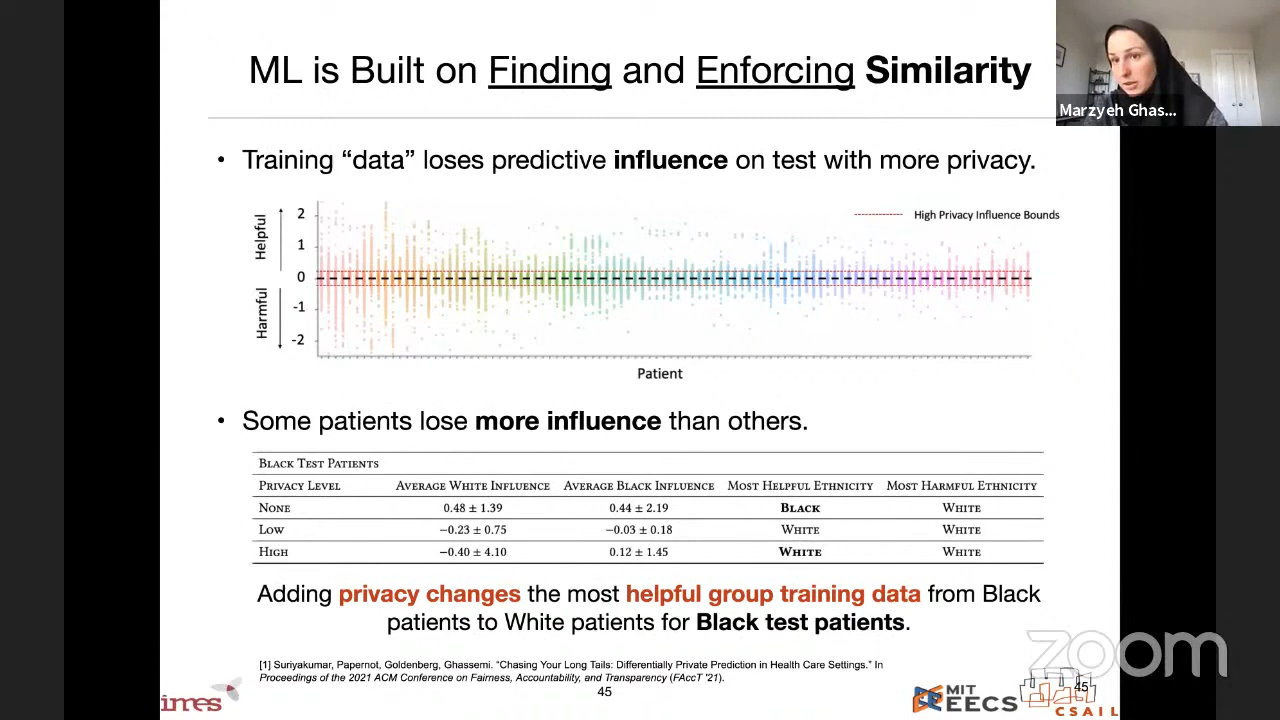 ML is Built on Finding and Enforcing Similarity
Marzyeh Ghas...
• Training “data” loses predictive influence on test with more privacy.
High Privacy Influence Bounds
Helpful
Harmful
2
1
0
-1
-2
Patient
• Some patients lose more influence than others.
BLACK TEST PATIENTS
PRIVACY LEVEL AVERAGE WHITE INFLUENCE AVERAGE BLACK INFLUENCE MOST HELPFUL ETHNICITY MOST HARMFUL ETHNICITY
NONE 0.48 ± 1.39 0.44 ± 2.19 BLACK WHITE
LOW −0.23 ± 0.75 −0.03 ± 0.18 WHITE WHITE
HIGH −0.40 ± 4.10 0.12 ± 1.45 WHITE WHITE
Adding privacy changes the most helpful group training data from Black
patients to White patients for Black test patients.
[1] Suriyakumar, Papernot, Goldenberg, Ghassemi. “Chasing Your Long Tails: Differentially Private Prediction in Health Care Settings.” In
Proceedings of the 2021 ACM Conference on Fairness, Accountability, and Transparency (FAccT ’21).
45
imes
MIT
EECS
45
CSAIL
zoom